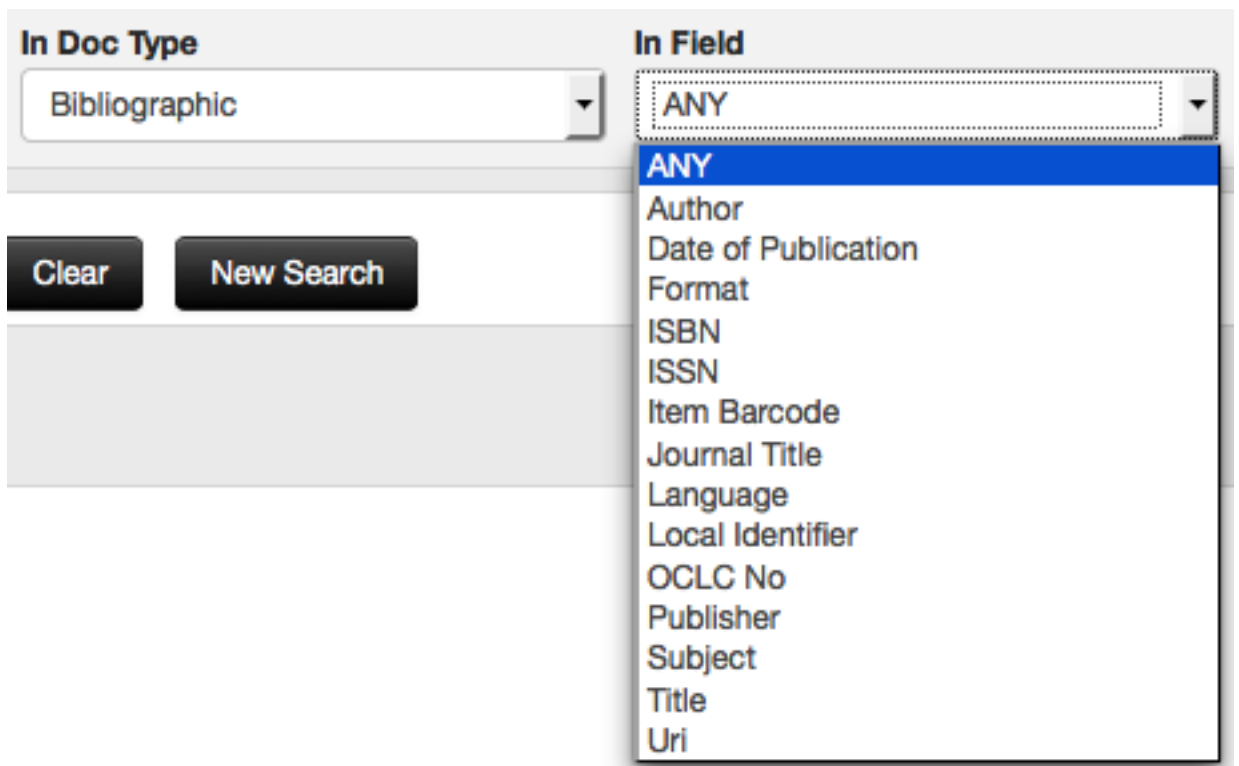 In Doc Type
In Field
Bibliographic
ANY
ANY
Author
Date of Publication
Clear
New Search
Format
ISBN
ISSN
Item Barcode
Journal Title
Language
Local Identifier
OCLC No
Publisher
Subject
Title
Uri